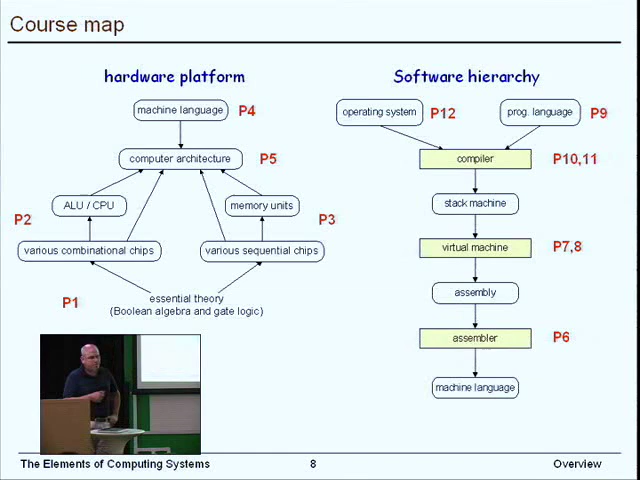 Course map
hardware platform
Software hierarchy
machine language
P4
operating system
P12
prog. language
P9
computer architecture
P5
compiler
P10,11
ALU / CPU
memory units
stack machine
P2
P3
various combinational chips
various sequential chips
virtual machine
P7,8
essential theory
(Boolean algebra and gate logic)
P1
assembly
assembler
P6
machine language
The Elements of Computing Systems
8
Overview